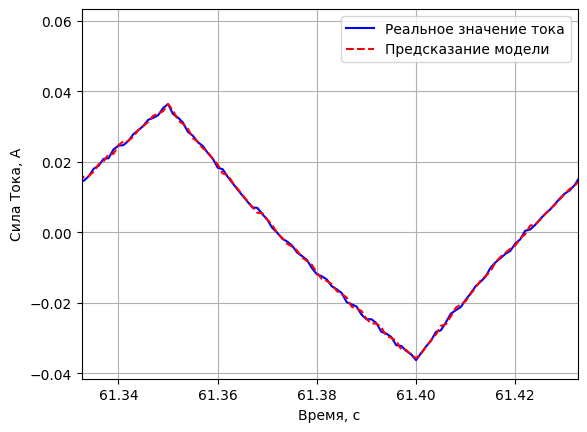 Реальное значение тока
Предсказание модели
0.06
0.04
0.02
0.00
−0.02
−0.04
Сила Тока, А
61.34 61.36 61.38 61.40 61.42
Время, с